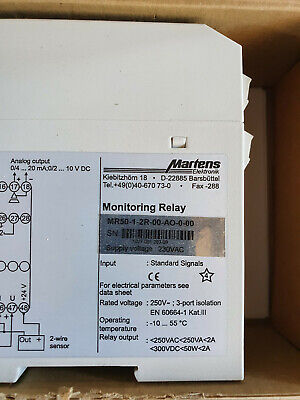 Martens
Elektronik
Kiebitzhörn 18 • D-22885 Barsbüttel
Tel.+49(0)40-670 73-0 • Fax -288
Analog output
0/4 ... 20 mA;0/2 ... 10 V DC
17 18
Monitoring Relay
MR50-1-2R-00-AO-0-00
SN
Supply voltage : 230VAC
Input : Standard Signals
For electrical parameters see
data sheet
Rated voltage : 250V~ ; 3-port isolation
EN 60664-1 Kat.III
Operating
temperature : -10 ... 55 °C
Relay output : <250VAC<250VA<2A
<300VDC<50W<2A
Out +
2-wire
sensor